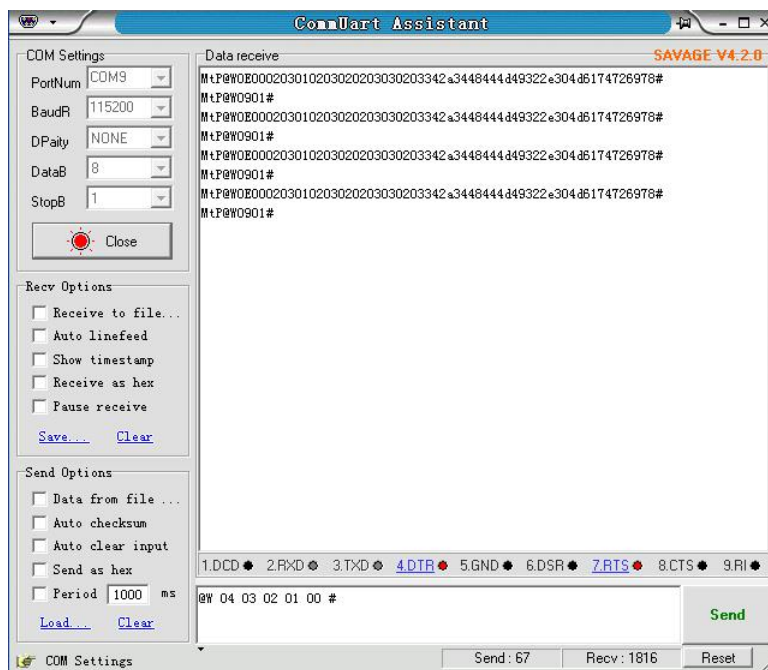 CommUart Assistant
COM Settings
PortNum COM9
BaudR 115200
DPaity NONE
DataB 8
StopB 1
Close
Recv Options
Receive to file...
Auto linefeed
Show timestamp
Receive as hex
Pause receive
Save... Clear
Send Options
Data from file ...
Auto checksum
Auto clear input
Send as hex
Period 1000 ms
Load... Clear
COM Settings
Data receive
SAVAGE V4.2.0
MtP@W0E000203010203020203030203342a3448444d49322e304d6174726978#
MtP@W0901#
MtP@W0E000203010203020203030203342a3448444d49322e304d6174726978#
MtP@W0901#
MtP@W0E000203010203020203030203342a3448444d49322e304d6174726978#
MtP@W0901#
MtP@W0E000203010203020203030203342a3448444d49322e304d6174726978#
MtP@W0901#
1.DCD 2.RXD 3.TXD 4.DTR 5.GND 6.DSR 7.RTS 8.CTS 9.RI
@W 04 03 02 01 00 #
Send
Send : 67 Recv : 1816 Reset